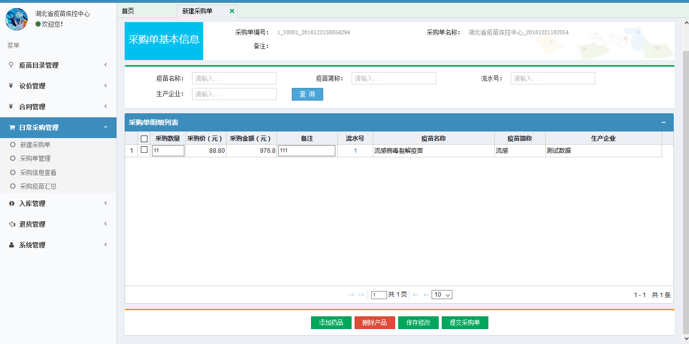 湖北省疫苗疾控中心
欢迎您!
菜单
疫苗目录管理
议价管理
合同管理
日常采购管理
新建采购单
采购单管理
采购信息查看
采购疫苗汇总
入库管理
退货管理
系统管理
首页 新建采购单
采购单基本信息
采购单编号: 1_T0001_2016122158054294 采购单名称: 湖北省疫苗疾控中心_20161221162054
备注:
疫苗名称: 请输入... 疫苗简称: 请输入... 流水号: 请输入...
生产企业: 请输入... 查 询
采购单明细列表
采购数量 采购价（元） 采购金额（元） 备注 流水号 疫苗名称 疫苗简称 生产企业
1 11 88.80 976.8 111 1 流感病毒裂解疫苗 流感 测试数据
1 共 1 页 10 1 - 1 共 1 条
添加药品 删除产品 保存修改 提交采购单